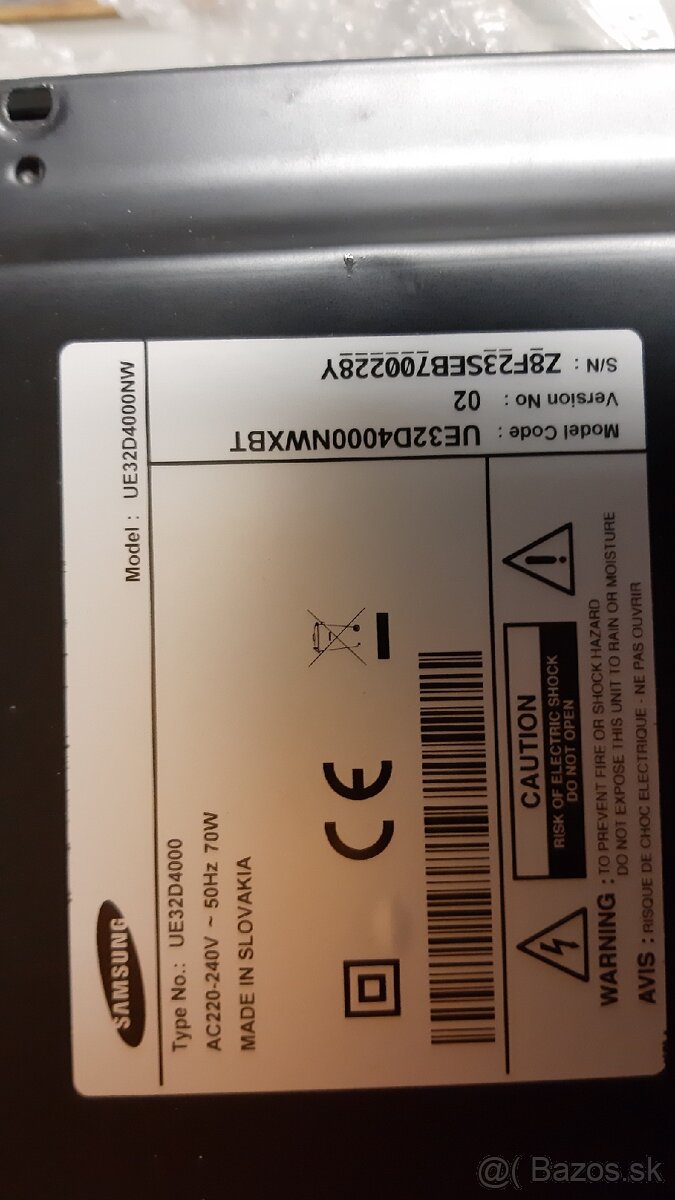 SAMSUNG
Model : UE32D4000NW
Type No.: UE32D4000
AC220-240V ~ 50Hz 70W
MADE IN SLOVAKIA
Model Code : UE32D4000NWXBT
Version No : 02
S/N : Z8F23SEB700228Y
CE
CAUTION
RISK OF ELECTRIC SHOCK
DO NOT OPEN
WARNING : TO PREVENT FIRE OR SHOCK HAZARD
DO NOT EXPOSE THIS UNIT TO RAIN OR MOISTURE
AVIS : RISQUE DE CHOC ELECTRIQUE - NE PAS OUVRIR
@( Bazos.sk